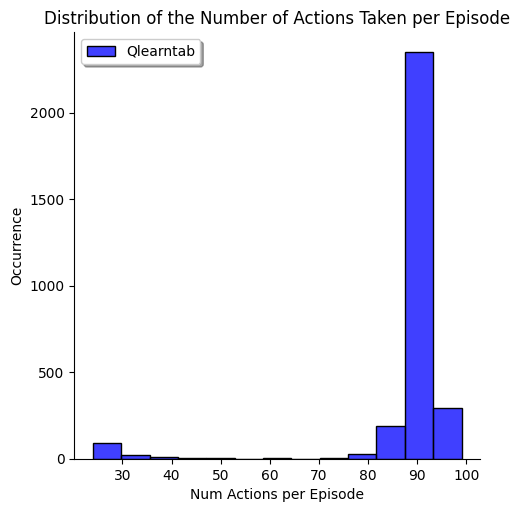 Distribution of the Number of Actions Taken per Episode
Qlearntab
2000
1500
1000
500
0
Occurrence
30 40 50 60 70 80 90 100
Num Actions per Episode